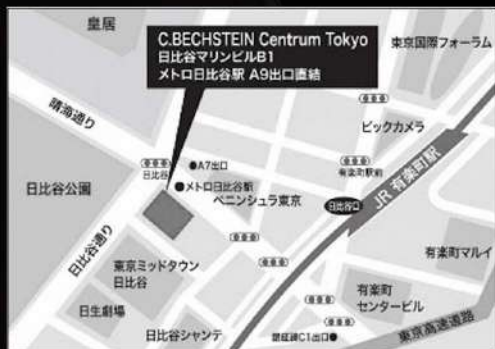 皇居
C.BECHSTEIN Centrum Tokyo
日比谷マリンビルB1
メトロ日比谷駅 A9出口直結
東京国際フォーラム
晴海通り
ビックカメラ
日比谷
●A7出口
有楽町駅前
JR 有楽町駅
日比谷公園
●メトロ日比谷駅
ペニンシュラ東京
日比谷口
日比谷通り
東京ミッドタウン
日比谷
有楽町マルイ
有楽町
センタービル
日生劇場
日比谷シャンテ
C1出口●
東京高速道路